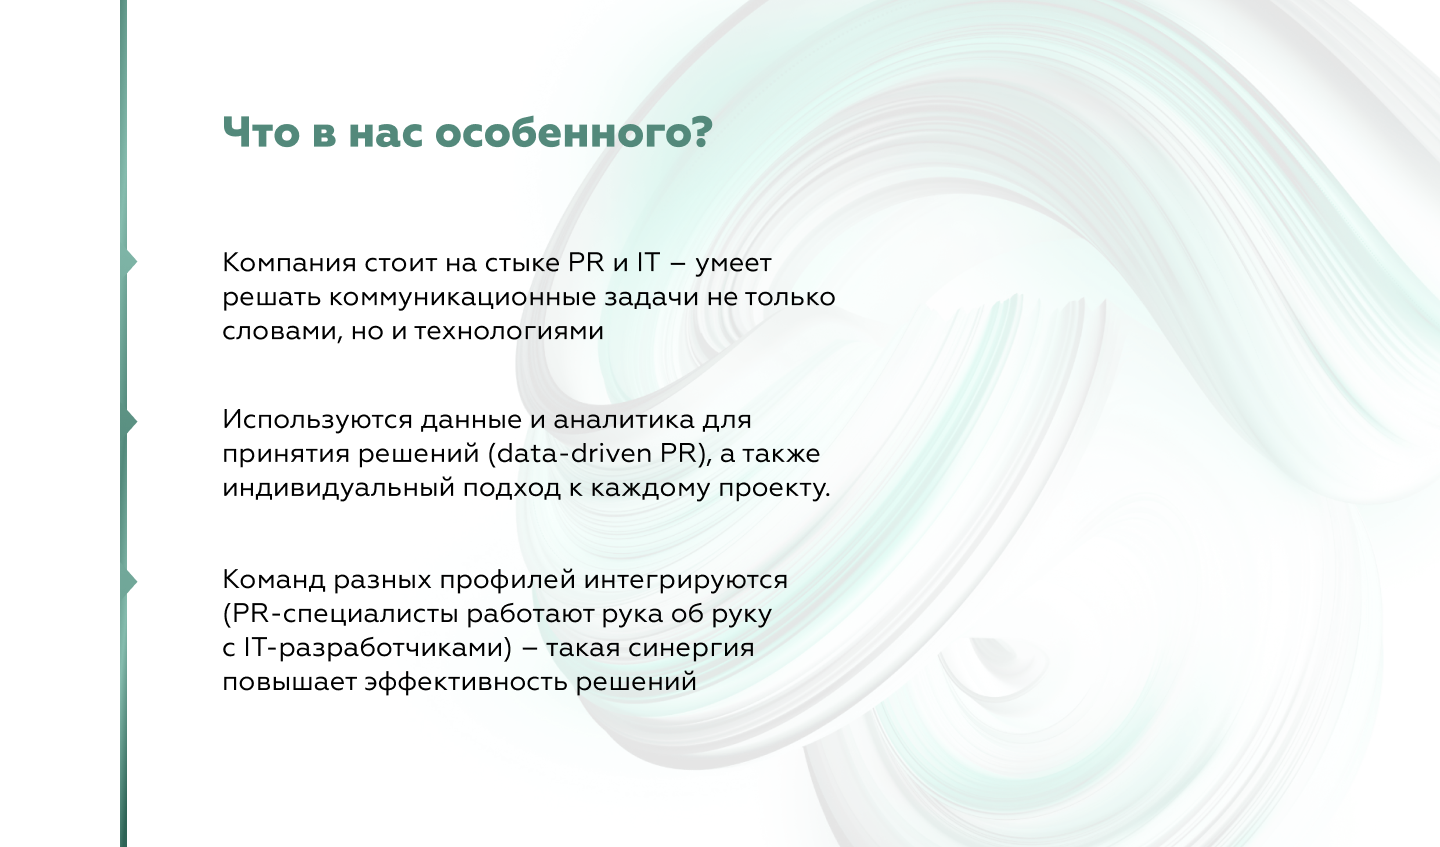 Что в нас особенного?
Компания стоит на стыке PR и IT – умеет
решать коммуникационные задачи не только
словами, но и технологиями
Используются данные и аналитика для
принятия решений (data-driven PR), а также
индивидуальный подход к каждому проекту.
Команд разных профилей интегрируются
(PR-специалисты работают рука об руку
с IT-разработчиками) – такая синергия
повышает эффективность решений